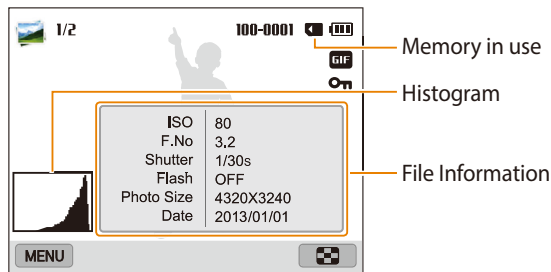 1/2
100-0001
GIF
Memory in use
Histogram
ISO 80
F.No 3.2
Shutter 1/30s
Flash OFF
Photo Size 4320X3240
Date 2013/01/01
File Information
MENU